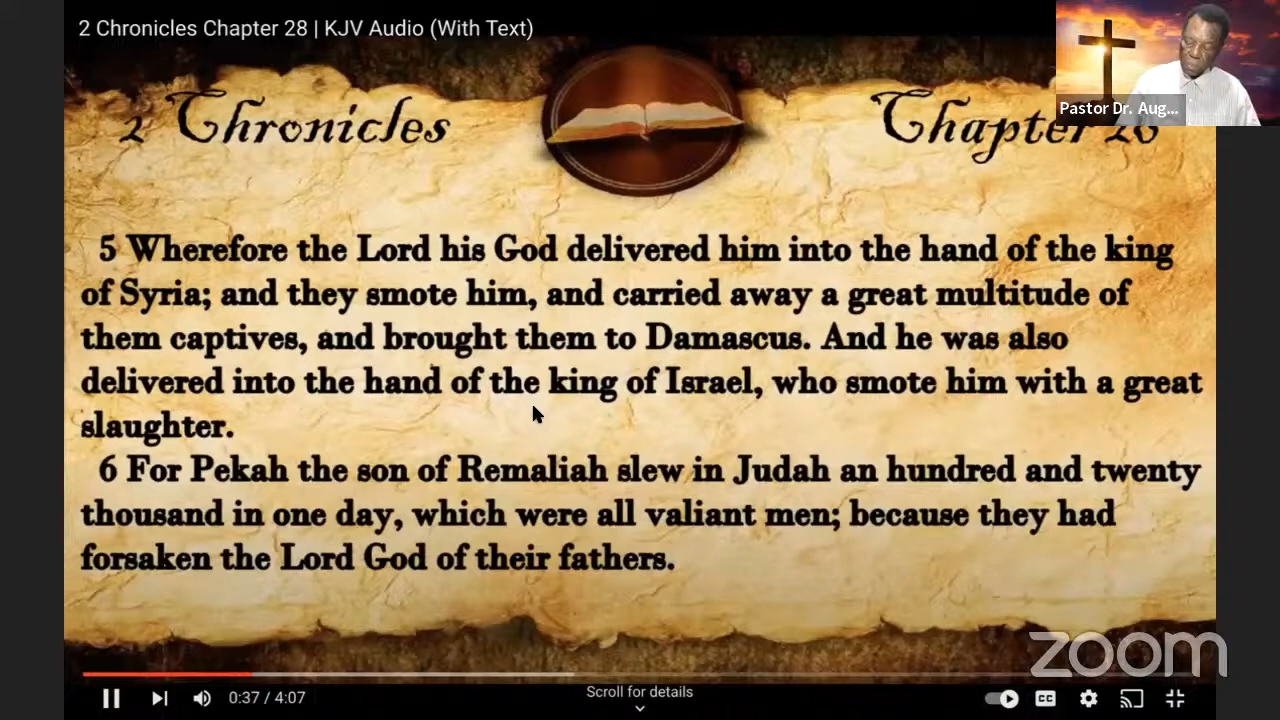 2 Chronicles Chapter 28 | KJV Audio (With Text)
Pastor Dr. Aug...
2 Chronicles
Chapter 28
5 Wherefore the Lord his God delivered him into the hand of the king
of Syria; and they smote him, and carried away a great multitude of
them captives, and brought them to Damascus. And he was also
delivered into the hand of the king of Israel, who smote him with a great
slaughter.
6 For Pekah the son of Remaliah slew in Judah an hundred and twenty
thousand in one day, which were all valiant men; because they had
forsaken the Lord God of their fathers.
zoom
0:37 / 4:07
Scroll for details
CC